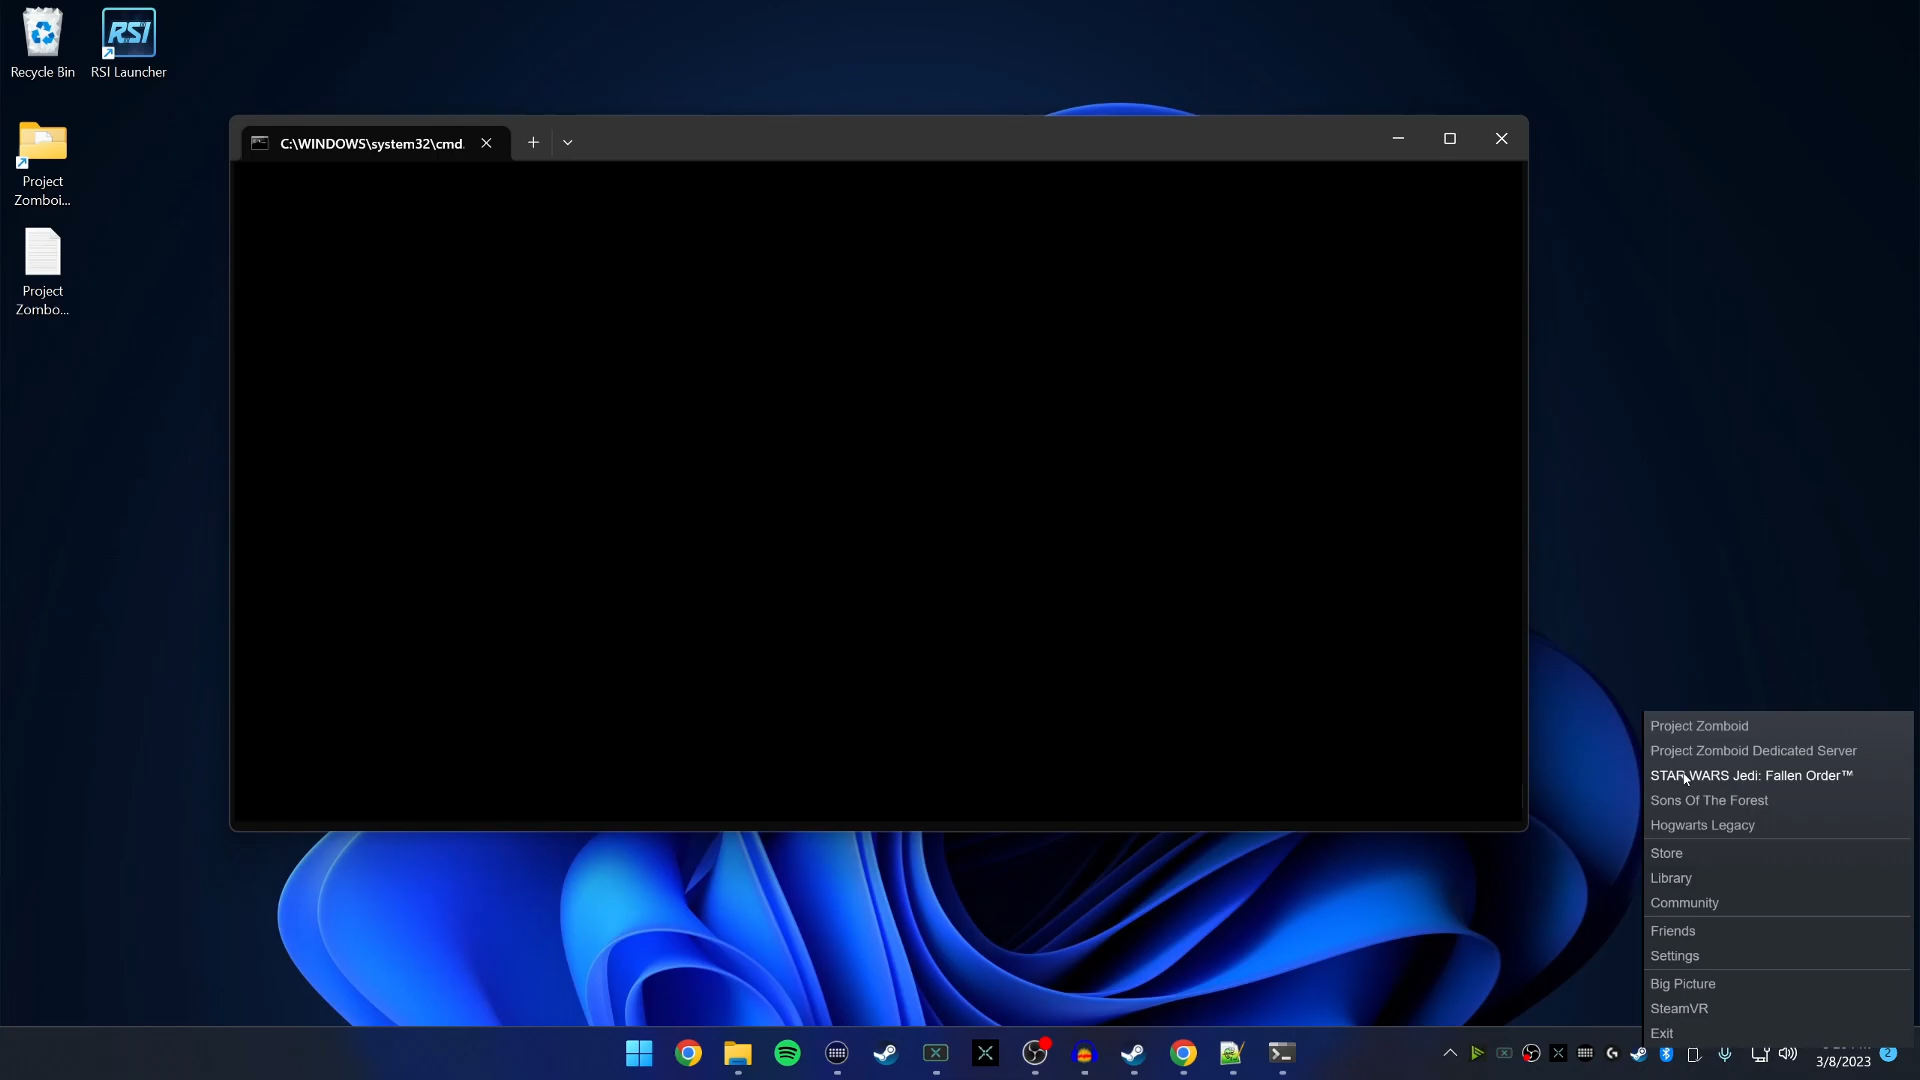 RSI
Recycle Bin
RSI Launcher
Project
Zomboi...
Project
Zombo...
C:\WINDOWS\system32\cmd.
Project Zomboid
Project Zomboid Dedicated Server
STAR WARS Jedi: Fallen Order™
Sons Of The Forest
Hogwarts Legacy
Store
Library
Community
Friends
Settings
Big Picture
SteamVR
Exit
3/8/2023
2